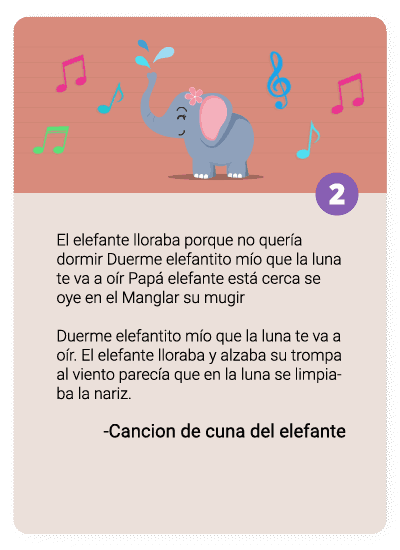 2
El elefante lloraba porque no quería
dormir Duerme elefantito mío que la luna
te va a oír Papá elefante está cerca se
oye en el Manglar su mugir
Duerme elefantito mío que la luna te va a
oír. El elefante lloraba y alzaba su trompa
al viento parecía que en la luna se limpia-
ba la nariz.
-Cancion de cuna del elefante